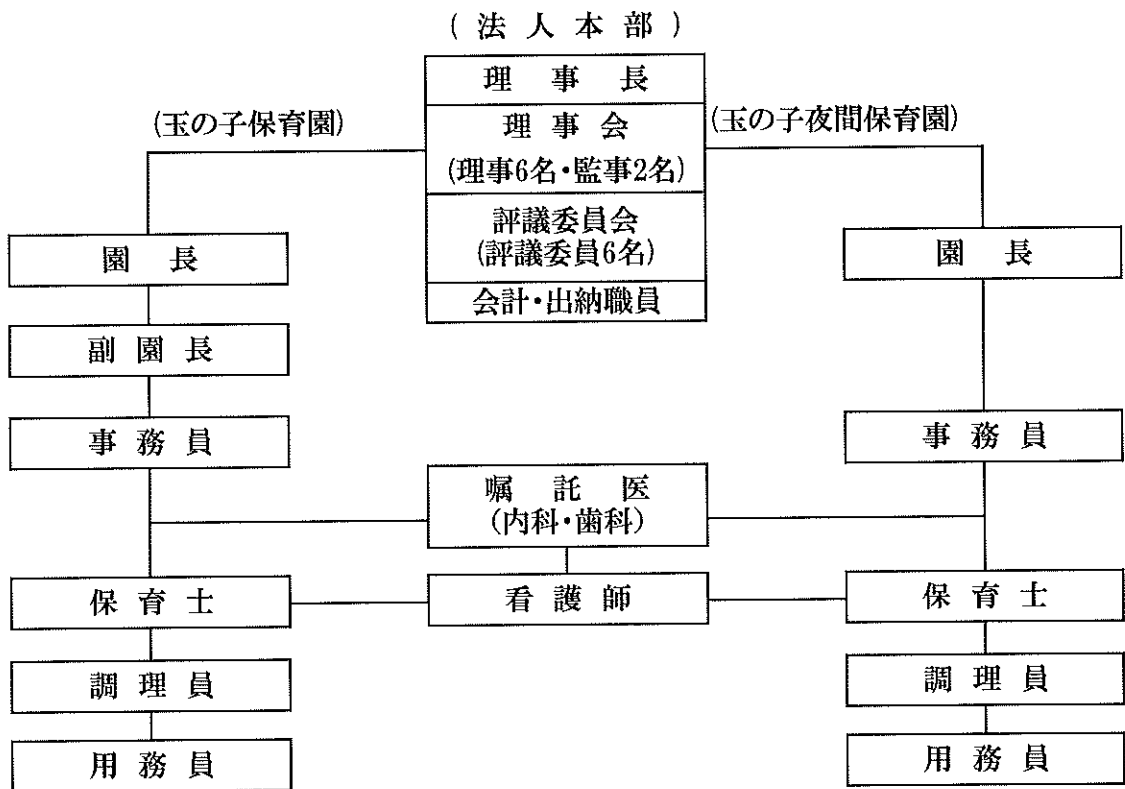 (法人本部)
理事長
理事会
(理事6名・監事2名)
評議委員会
(評議委員6名)
会計・出納職員
(玉の子保育園)
園長
副園長
事務員
保育士
調理員
用務員
(玉の子夜間保育園)
園長
事務員
保育士
調理員
用務員
嘱託医
(内科・歯科)
看護師